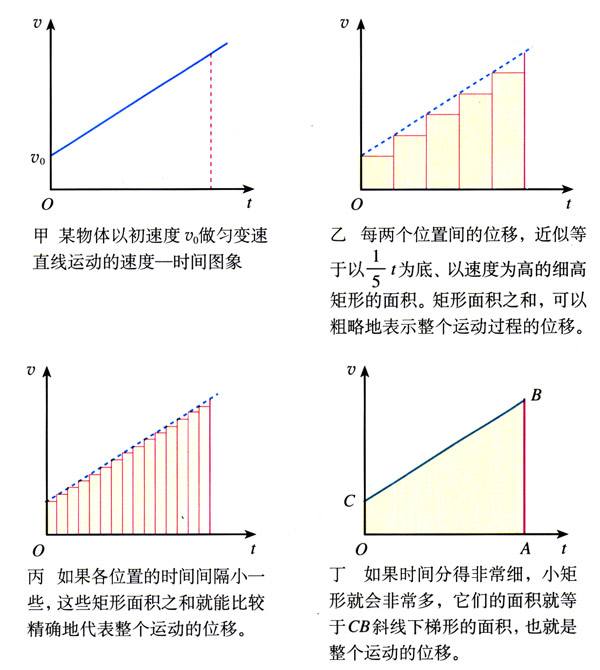 v
v₀
O
t
甲 某物体以初速度 v₀做匀变速
直线运动的速度—时间图象
v
O
t
乙 每两个位置间的位移，近似等
于以1/5 t 为底、以速度为高的细高
矩形的面积。矩形面积之和，可以
粗略地表示整个运动过程的位移。
v
O
t
丙 如果各位置的时间间隔小一
些，这些矩形面积之和就能比较
精确地代表整个运动的位移。
v
B
C
O
A
t
丁 如果时间分得非常细，小矩
形就会非常多，它们的面积就等
于CB斜线下梯形的面积，也就是
整个运动的位移。